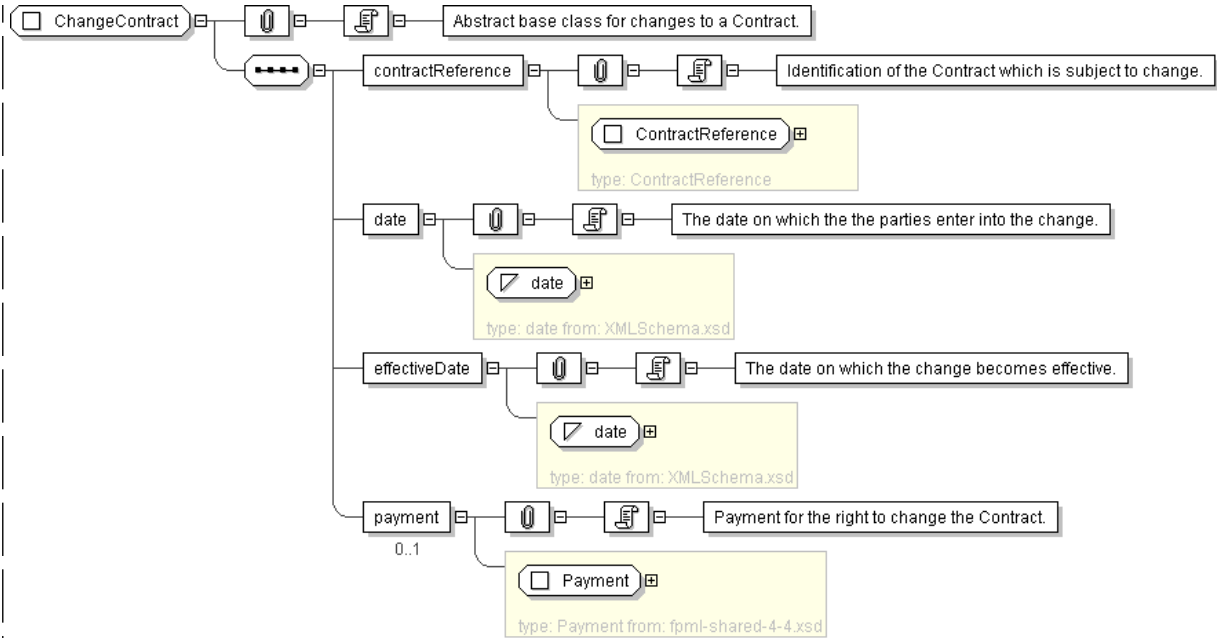 ChangeContract
Abstract base class for changes to a Contract.
contractReference
Identification of the Contract which is subject to change.
ContractReference
type: ContractReference
date
The date on which the the parties enter into the change.
date
type: date from: XMLSchema.xsd
effectiveDate
The date on which the change becomes effective.
date
type: date from: XMLSchema.xsd
payment
Payment for the right to change the Contract.
0..1
Payment
type: Payment from: fpml-shared-4-4.xsd